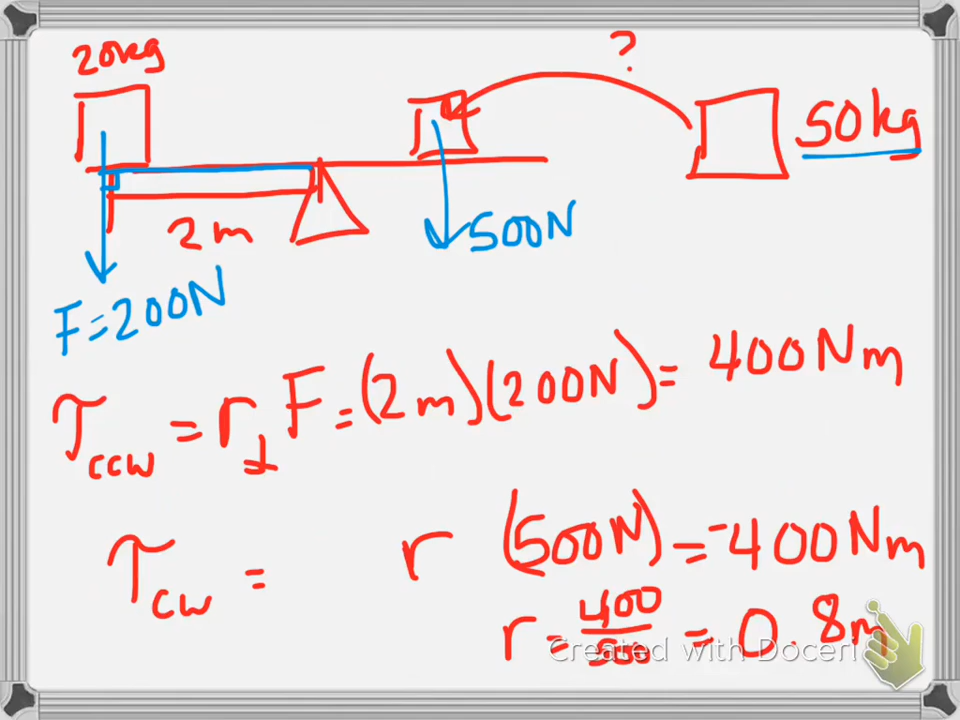 20kg
?
50kg
2m
500N
F=200N
τccw = r⊥F=(2m)(200N)= 400Nm
τcw = r (500N)=-400Nm
r=400/500 = 0.8m
Created with Doceri